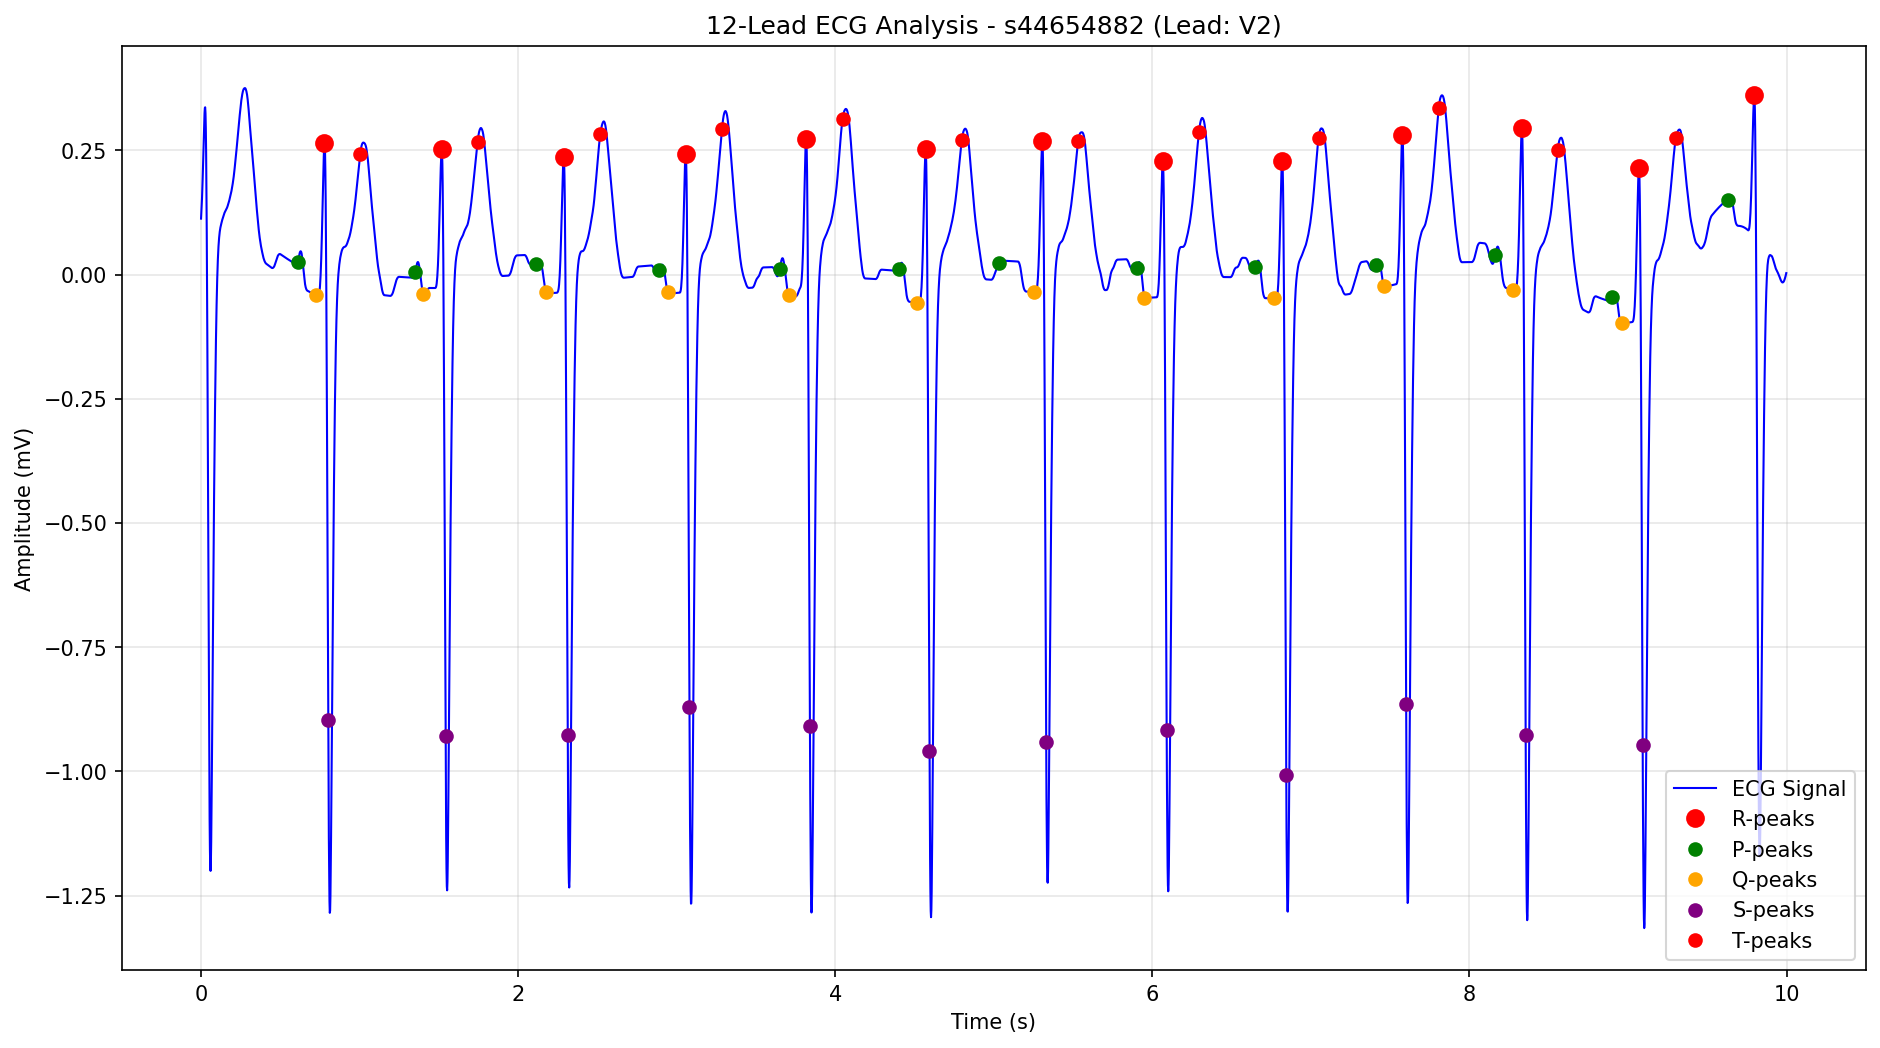 12-Lead ECG Analysis - s44654882 (Lead: V2)
Amplitude (mV)
0.25
0.00
−0.25
−0.50
−0.75
−1.00
−1.25
ECG Signal
R-peaks
P-peaks
Q-peaks
S-peaks
T-peaks
0 2 4 6 8 10
Time (s)